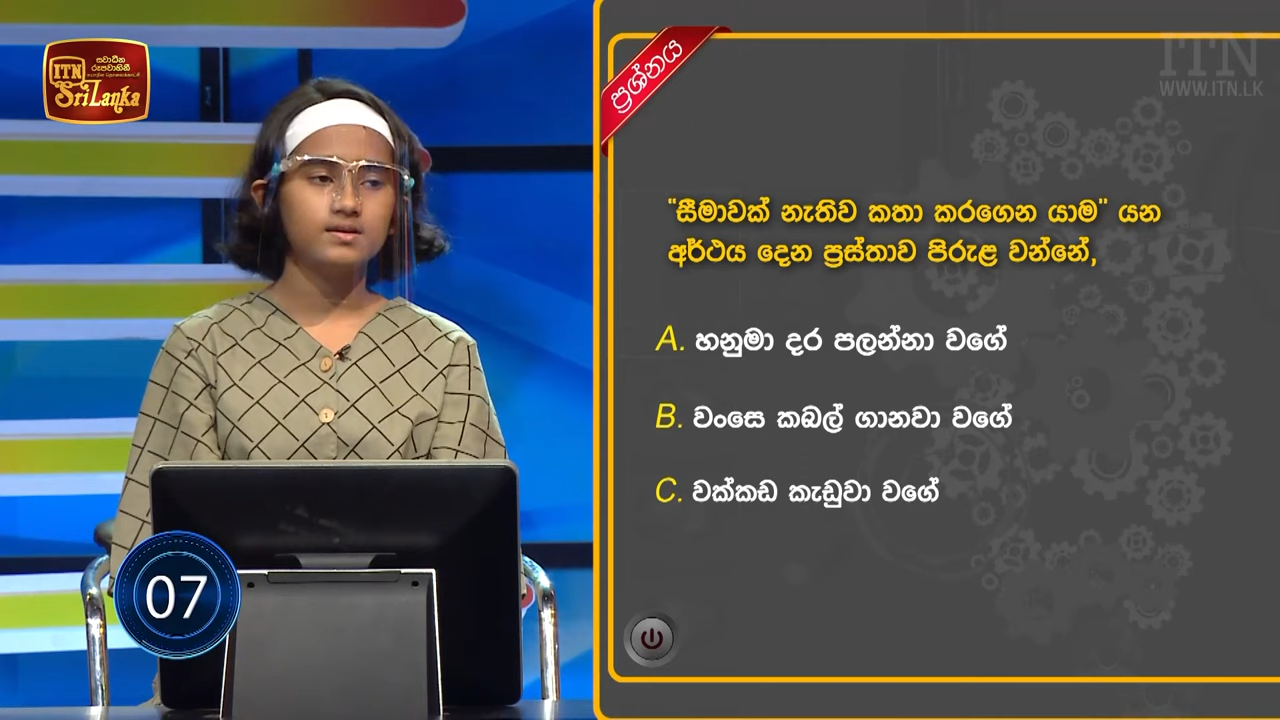 ITN
ස්වාධීන
රූපවාහිනී
Sri Lanka
ප්‍රශ්නය
ITN
WWW.ITN.LK
"සීමාවක් නැතිව කතා කරගෙන යාම" යන
අර්ථය දෙන ප්‍රස්තාව පිරුළ වන්නේ,
A. හනුමා දර පලන්නා වගේ
B. වංසෙ කබල් ගානවා වගේ
C. වක්කඩ කැඩුවා වගේ
07